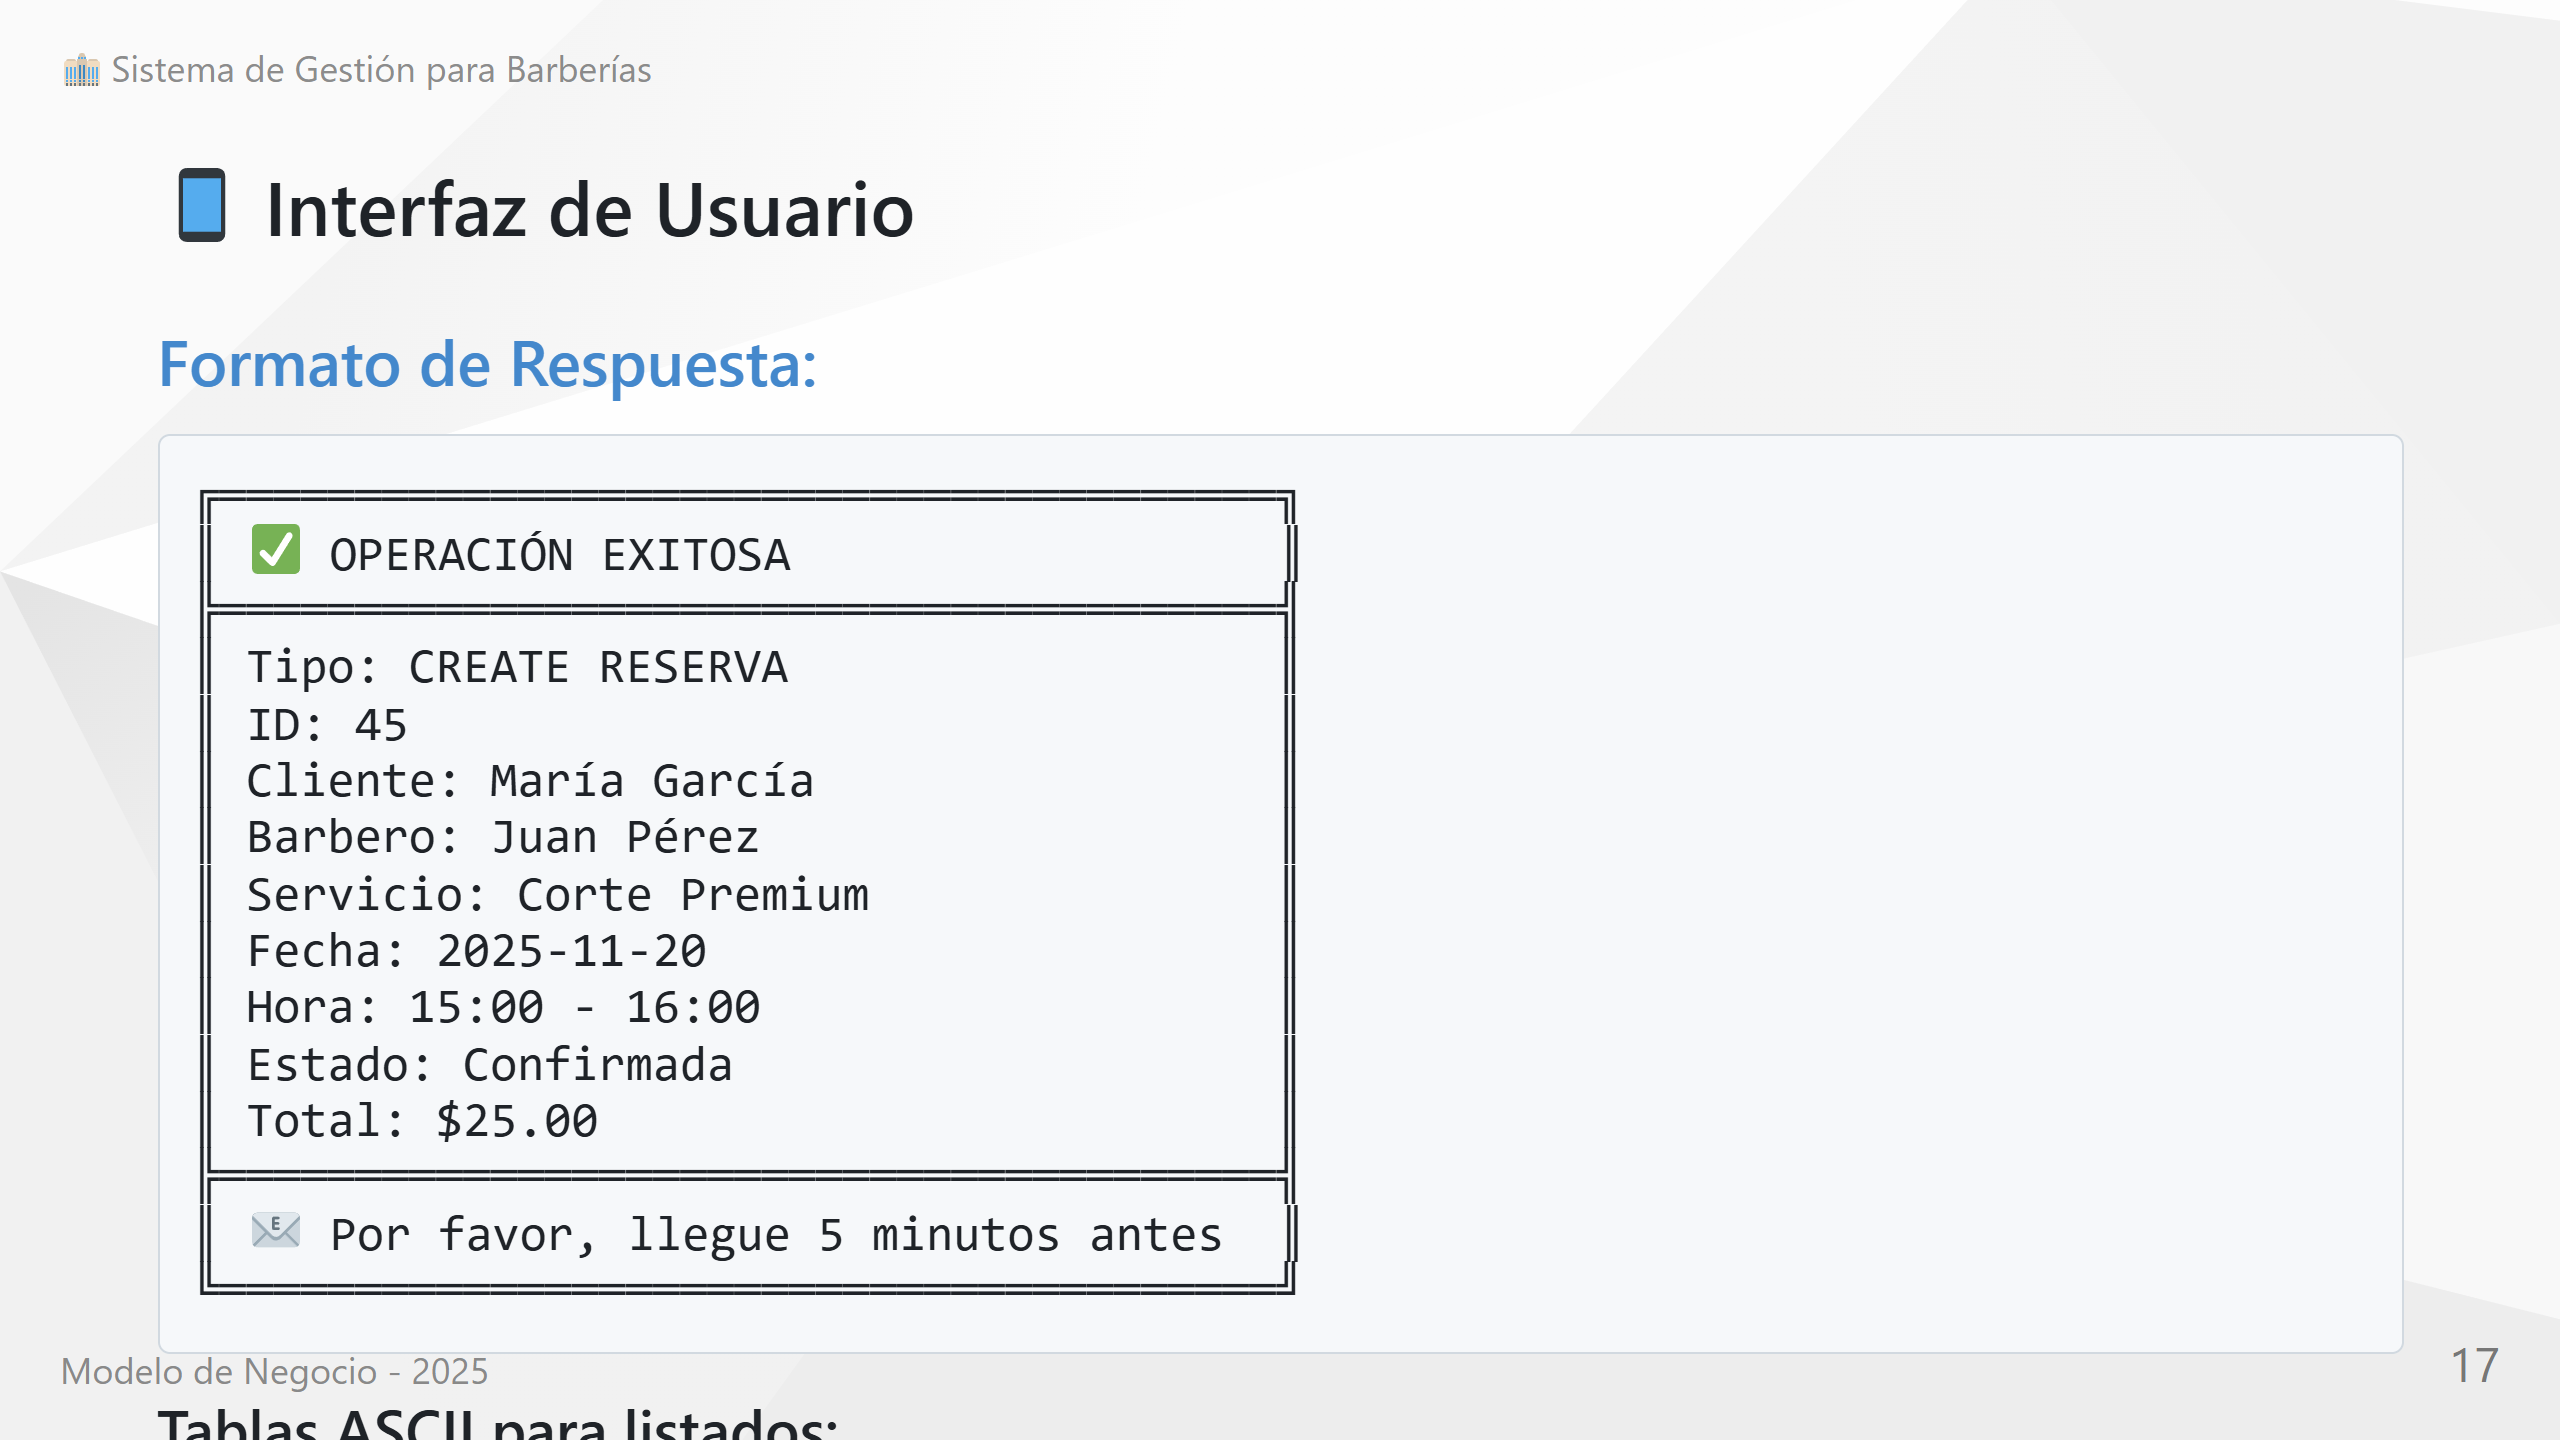 Sistema de Gestión para Barberías
Interfaz de Usuario
Formato de Respuesta:
✅ OPERACIÓN EXITOSA
Tipo: CREATE RESERVA
ID: 45
Cliente: María García
Barbero: Juan Pérez
Servicio: Corte Premium
Fecha: 2025-11-20
Hora: 15:00 - 16:00
Estado: Confirmada
Total: $25.00
📧 Por favor, llegue 5 minutos antes
Modelo de Negocio - 2025
17
Tablas ASCII para listados: